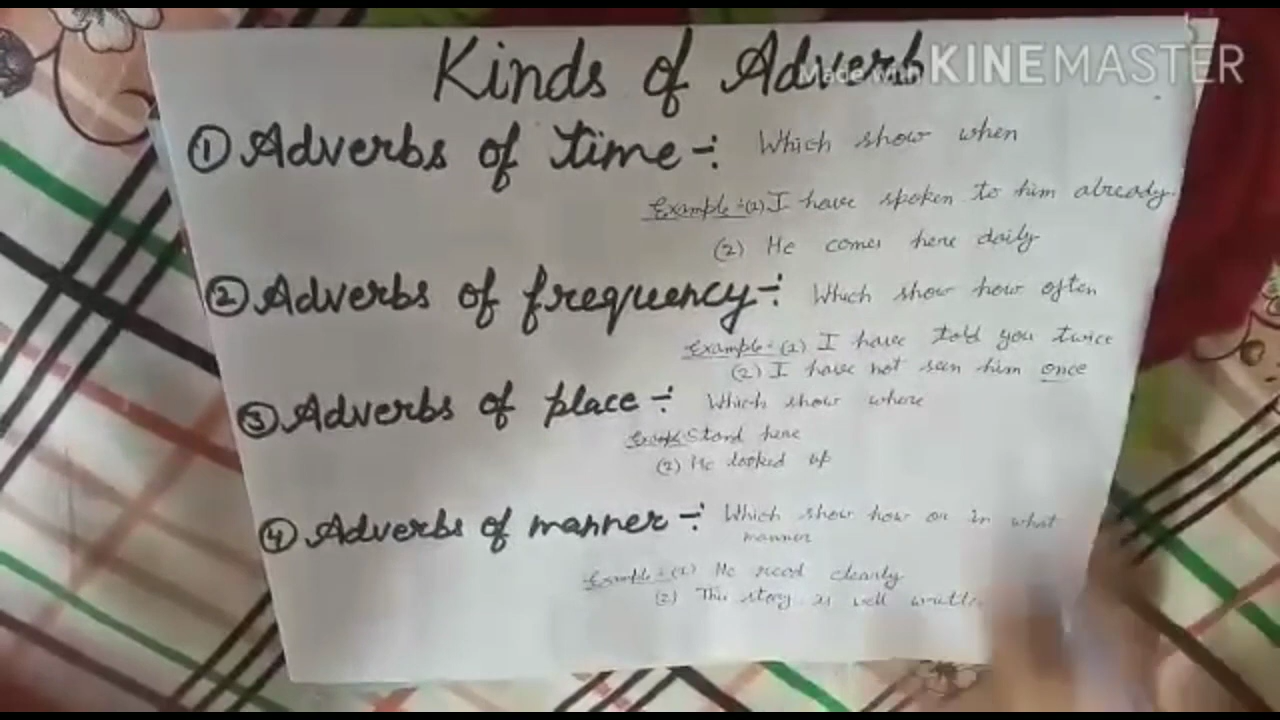 Kinds of Adverb
Made with KINEMASTER
① Adverbs of time -: Which show when
Example :- (1) I have spoken to him already.
(2) He comes here daily
② Adverbs of frequency -: Which show how often
Example :- (1) I have told you twice
(2) I have not seen him once
③ Adverbs of place -: Which show where
Stand here
(2) He looked up
④ Adverbs of manner -: Which show how or in what
manner
Example :- (1) He read clearly
(2) This story is well